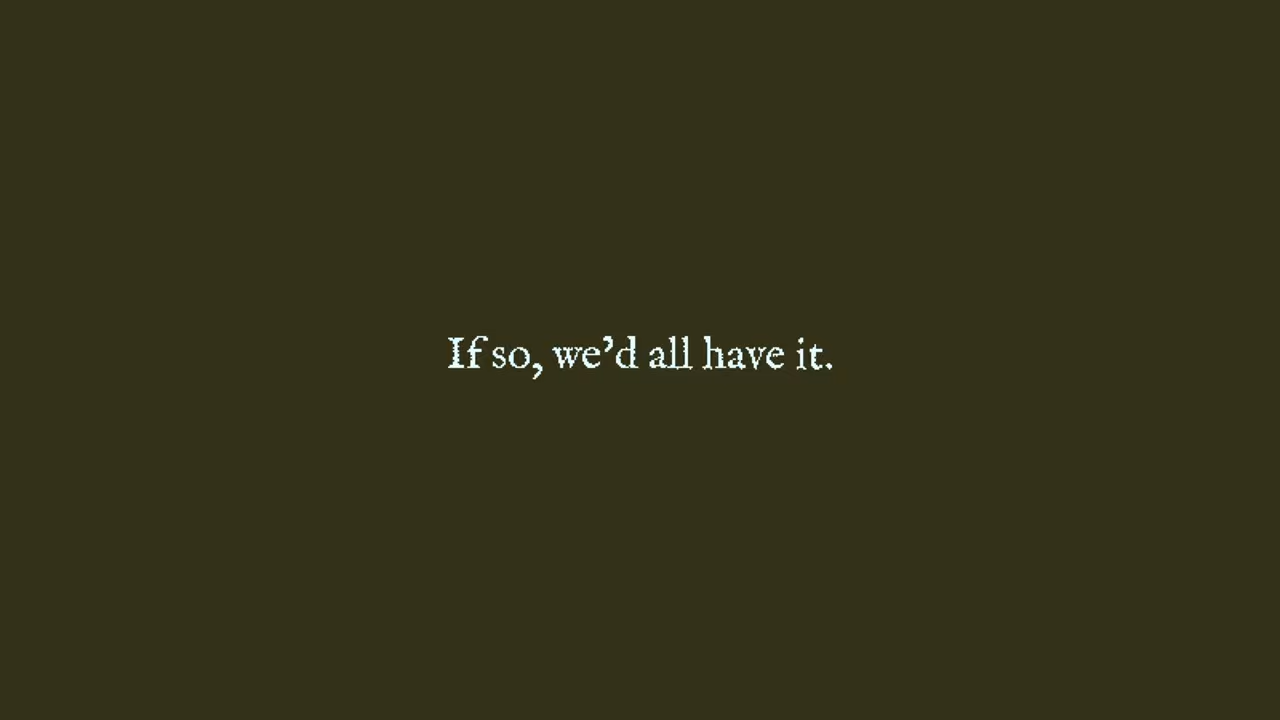 If so, we’d all have it.